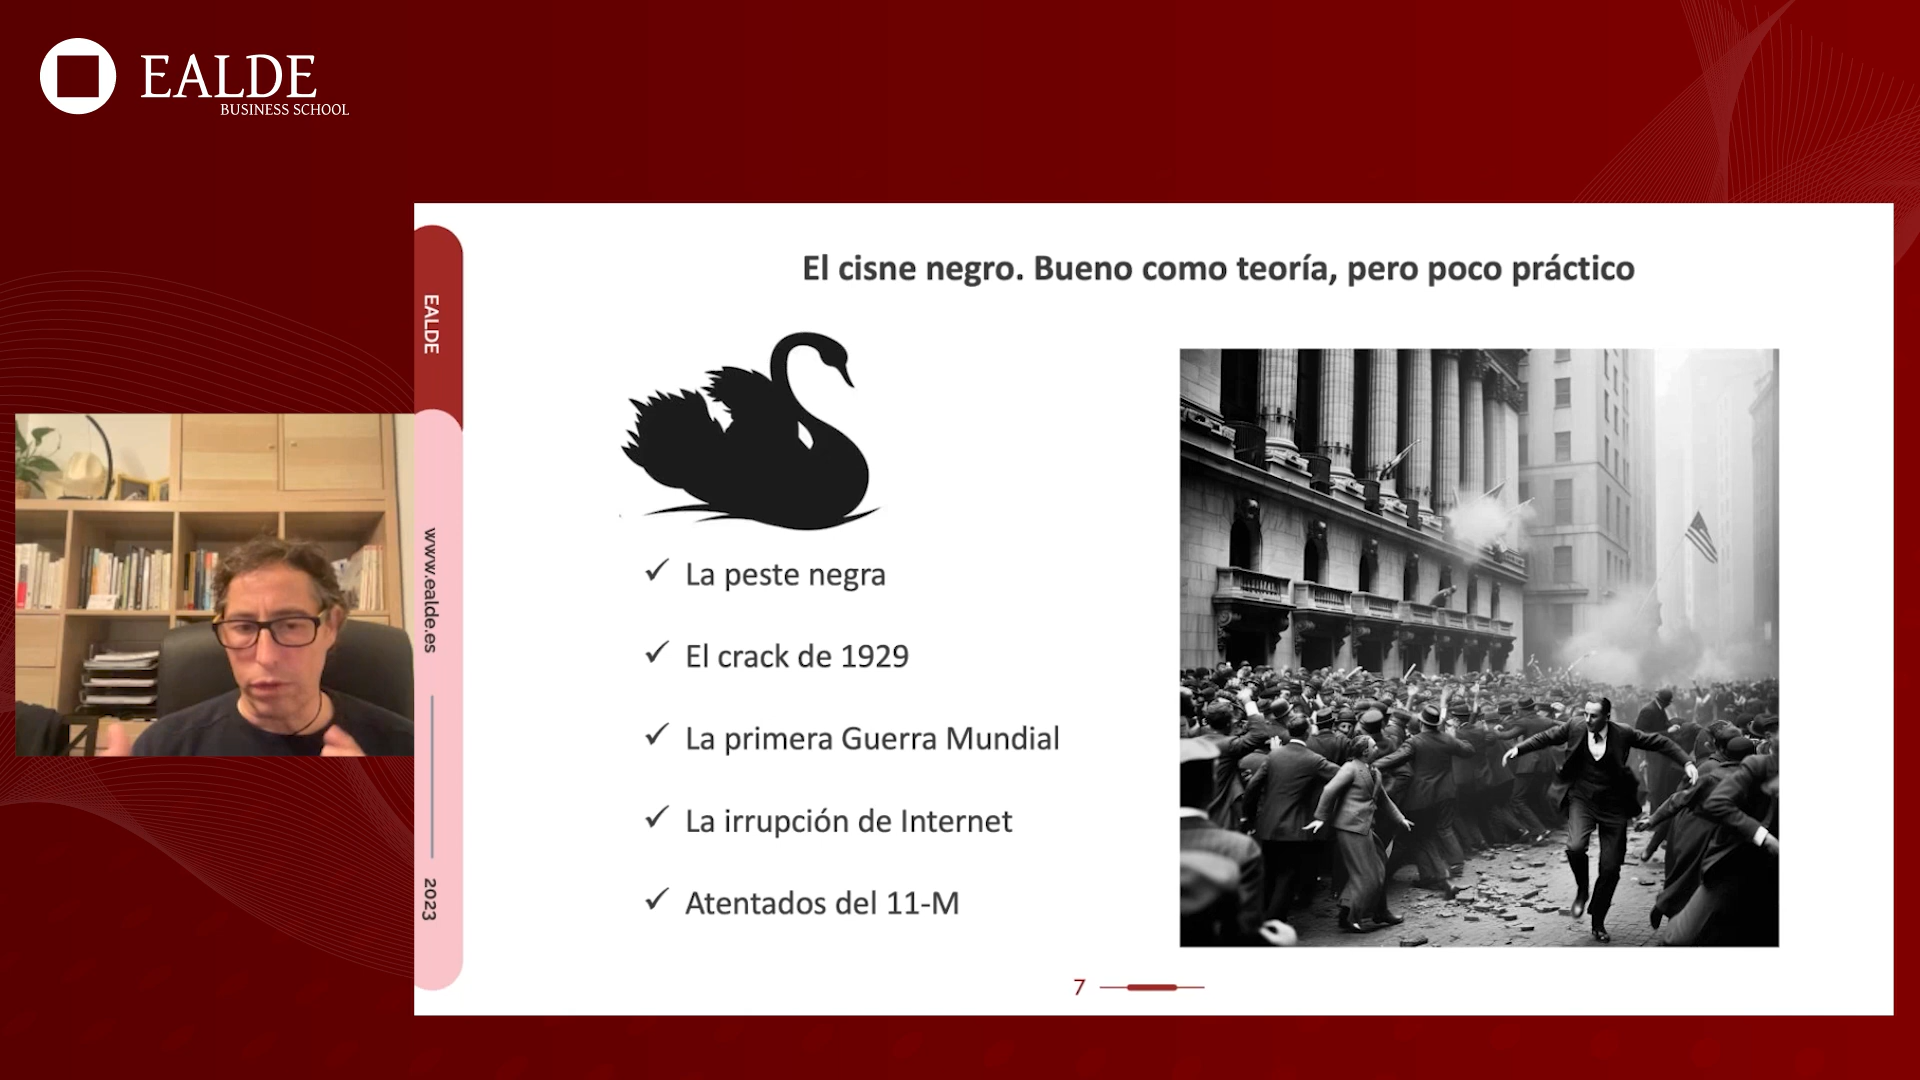 EALDE
BUSINESS SCHOOL
EALDE
www.ealde.es
2023
El cisne negro. Bueno como teoría, pero poco práctico
La peste negra
El crack de 1929
La primera Guerra Mundial
La irrupción de Internet
Atentados del 11-M
7